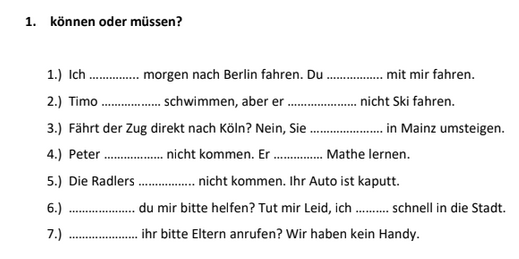 1. können oder müssen?
1.) Ich …………... morgen nach Berlin fahren. Du ……………. mit mir fahren.
2.) Timo ……………… schwimmen, aber er ………………… nicht Ski fahren.
3.) Fährt der Zug direkt nach Köln? Nein, Sie …………………. in Mainz umsteigen.
4.) Peter ……………… nicht kommen. Er …………… Mathe lernen.
5.) Die Radlers …………….. nicht kommen. Ihr Auto ist kaputt.
6.) ……………….. du mir bitte helfen? Tut mir Leid, ich ………. schnell in die Stadt.
7.) ………………… ihr bitte Eltern anrufen? Wir haben kein Handy.